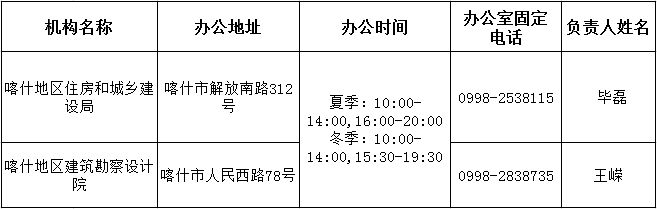 机构名称 办公地址 办公时间 办公室固定 负责人姓名
电话
喀什地区住房和城乡建
设局
喀什市解放南路312
号
夏季：10:00-
14:00,16:00-20:00
冬季：10:00-
14:00,15:30-19:30
0998-2538115
毕磊
喀什地区建筑勘察设计
院
喀什市人民西路78号
0998-2838735
王嵘